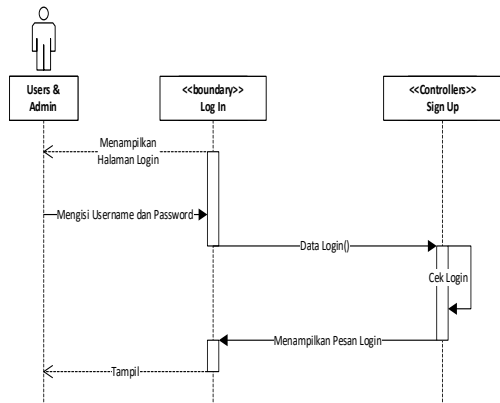 Users &
Admin
<<boundary>>
Log In
<<Controllers>>
Sign Up
Menampilkan
Halaman Login
Mengisi Username dan Password
Data Login()
Cek Login
Menampilkan Pesan Login
Tampil